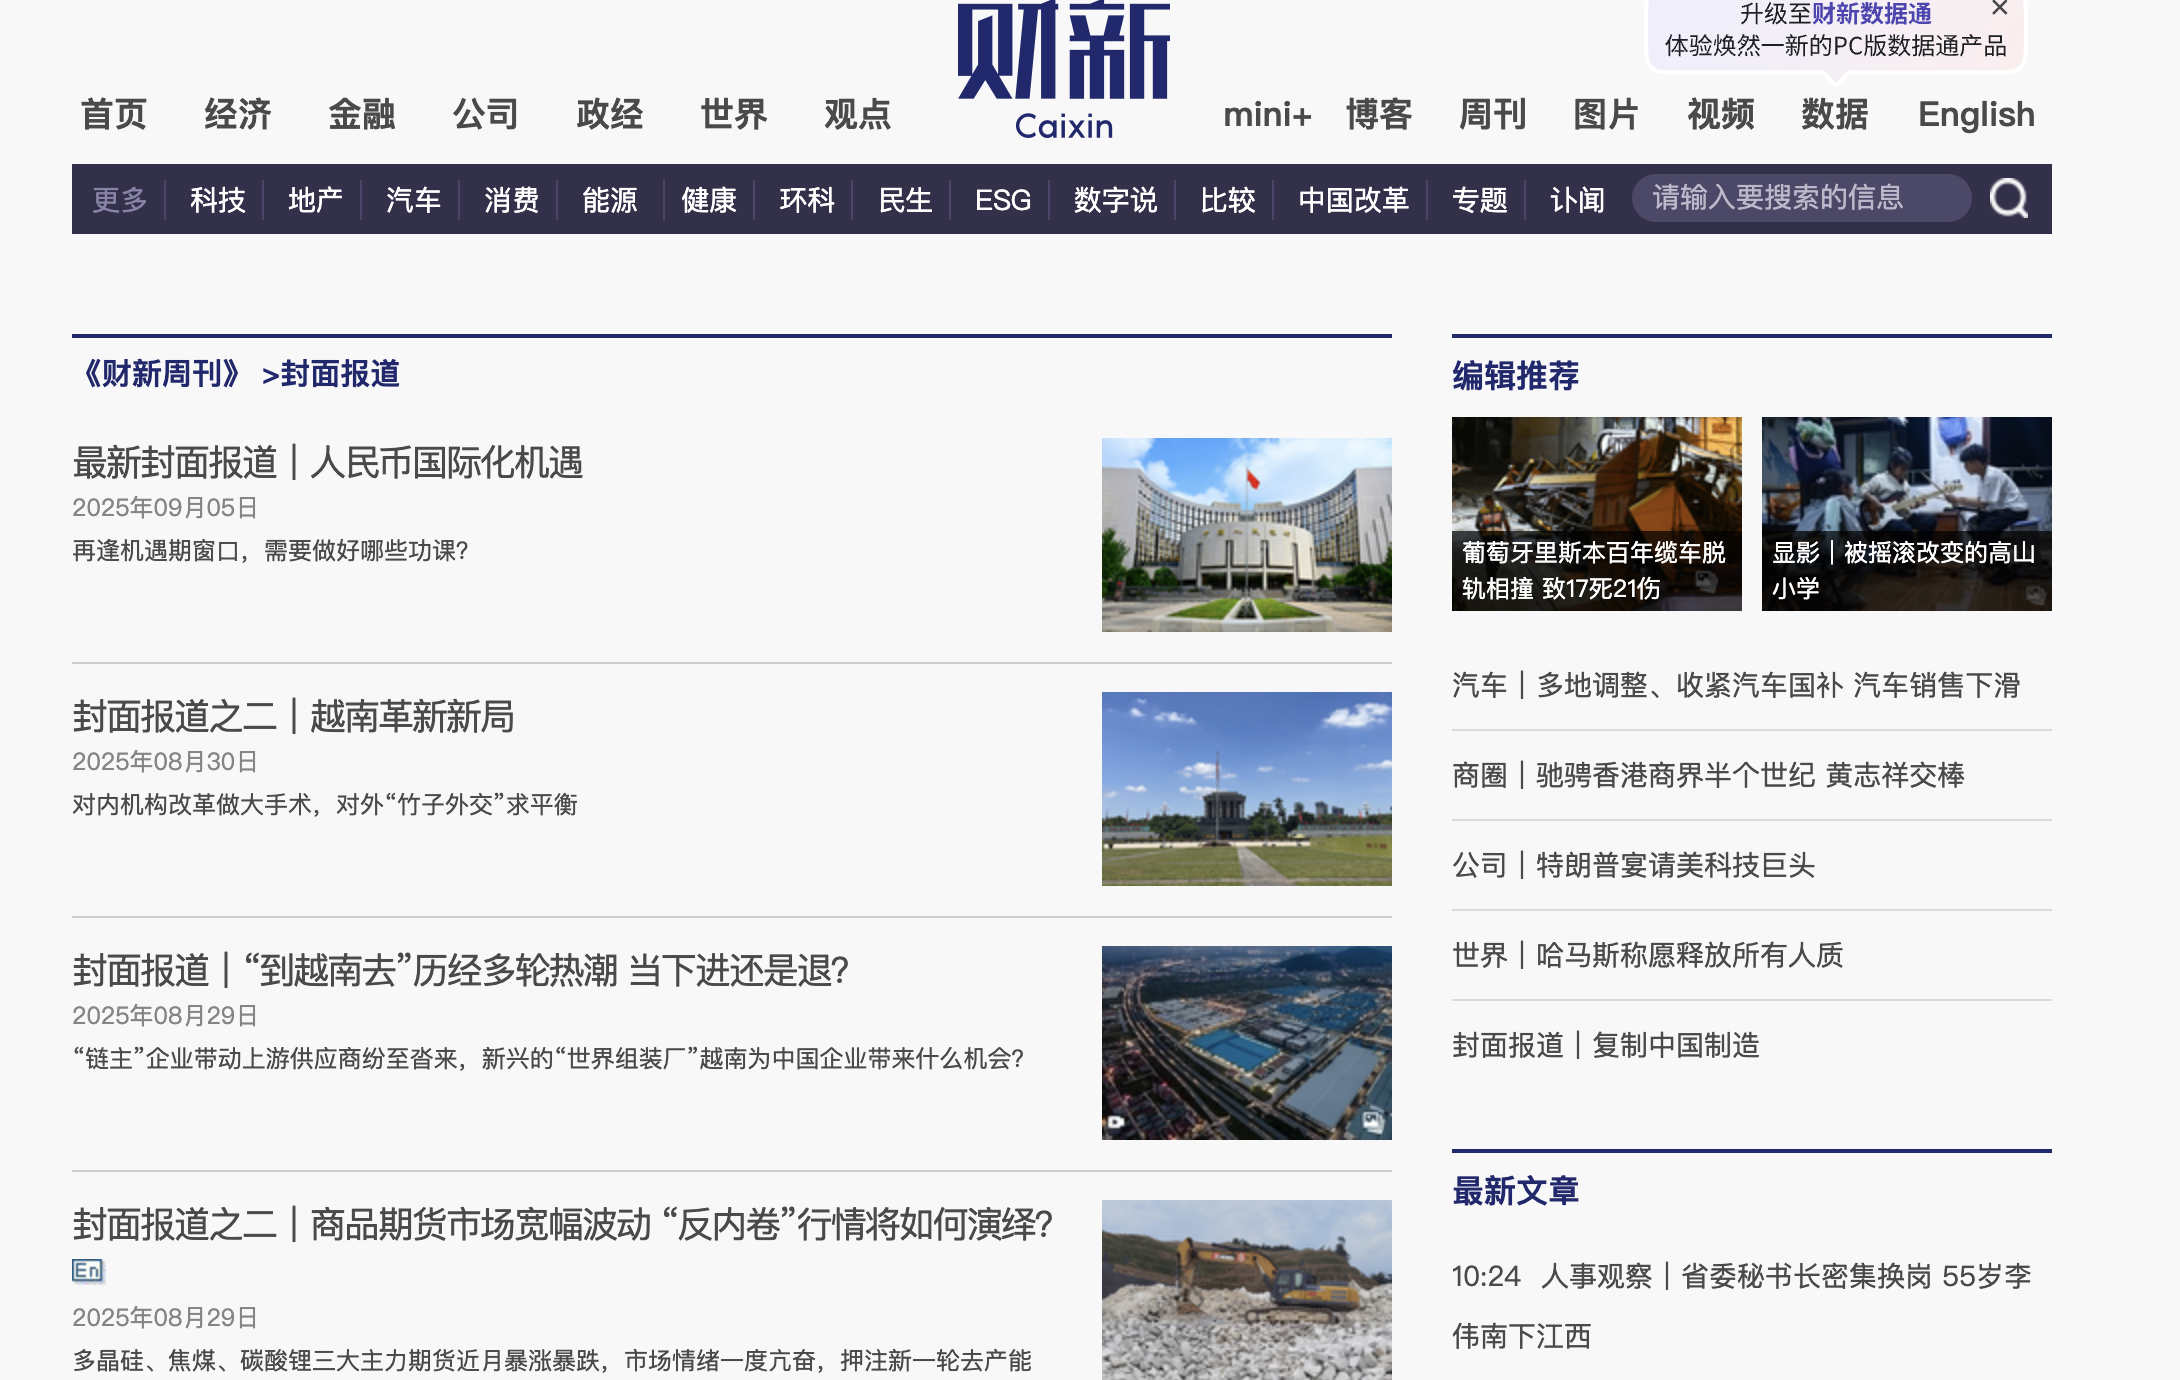 财新
Caixin
升级至财新数据通
体验焕然一新的PC版数据通产品
首页 经济 金融 公司 政经 世界 观点 mini+ 博客 周刊 图片 视频 数据 English
更多 科技 地产 汽车 消费 能源 健康 环科 民生 ESG 数字说 比较 中国改革 专题 讣闻 请输入要搜索的信息
《财新周刊》 >封面报道
最新封面报道｜人民币国际化机遇
2025年09月05日
再逢机遇期窗口，需要做好哪些功课？
封面报道之二｜越南革新新局
2025年08月30日
对内机构改革做大手术，对外“竹子外交”求平衡
封面报道｜“到越南去”历经多轮热潮 当下进还是退？
2025年08月29日
“链主”企业带动上游供应商纷至沓来，新兴的“世界组装厂”越南为中国企业带来什么机会？
封面报道之二｜商品期货市场宽幅波动 “反内卷”行情将如何演绎？
En
2025年08月29日
多晶硅、焦煤、碳酸锂三大主力期货近月暴涨暴跌，市场情绪一度亢奋，押注新一轮去产能
编辑推荐
葡萄牙里斯本百年缆车脱
轨相撞 致17死21伤
显影｜被摇滚改变的高山
小学
汽车｜多地调整、收紧汽车国补 汽车销售下滑
商圈｜驰骋香港商界半个世纪 黄志祥交棒
公司｜特朗普宴请美科技巨头
世界｜哈马斯称愿释放所有人质
封面报道｜复制中国制造
最新文章
10:24 人事观察｜省委秘书长密集换岗 55岁李
伟南下江西